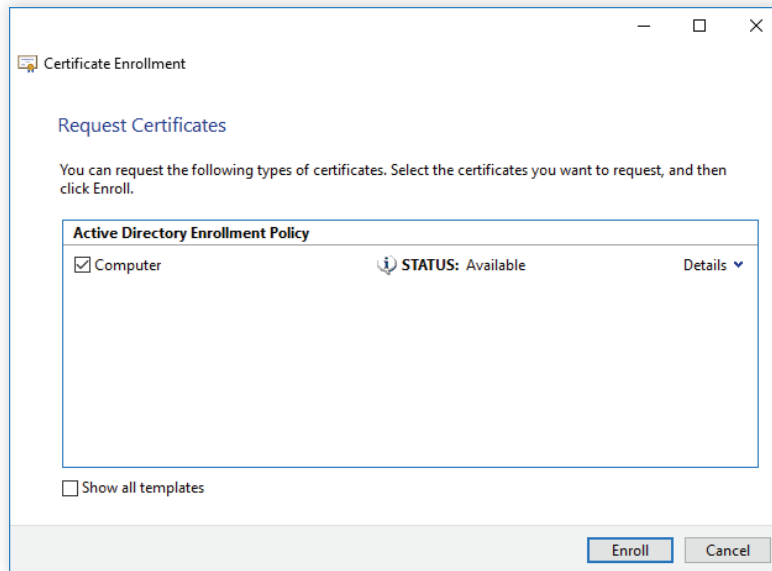 Certificate Enrollment
Request Certificates
You can request the following types of certificates. Select the certificates you want to request, and then
click Enroll.
Active Directory Enrollment Policy
Computer STATUS: Available Details
Show all templates
Enroll Cancel